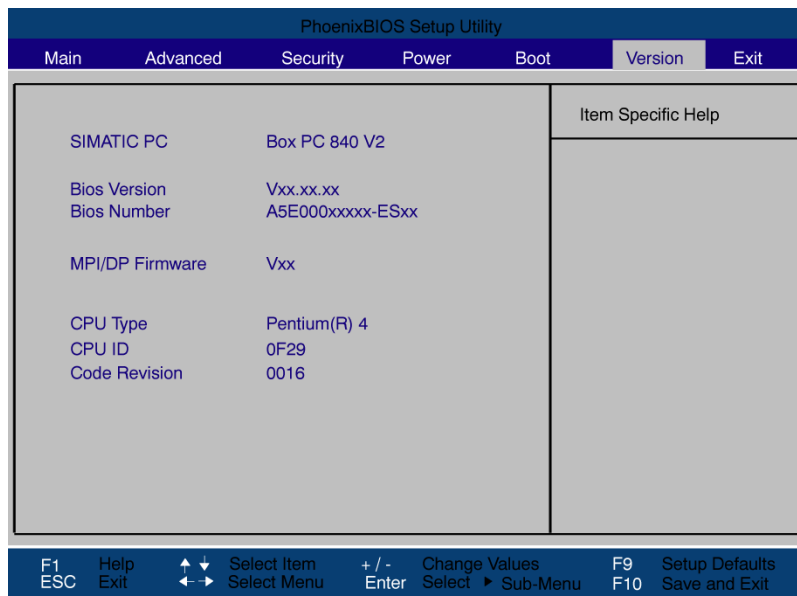 PhoenixBIOS Setup Utility
Main Advanced Security Power Boot Version Exit
Item Specific Help
SIMATIC PC Box PC 840 V2
Bios Version Vxx.xx.xx
Bios Number A5E000xxxxx-ESxx
MPI/DP Firmware Vxx
CPU Type Pentium(R) 4
CPU ID 0F29
Code Revision 0016
F1 Help Select Item + / - Change Values F9 Setup Defaults
ESC Exit Select Menu Enter Select Sub-Menu F10 Save and Exit